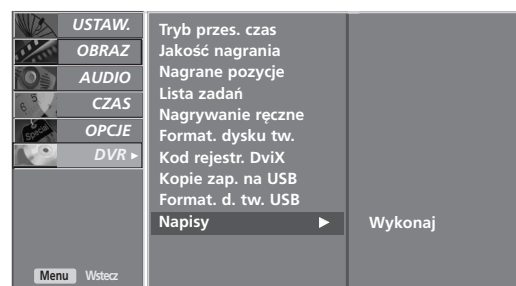 USTAW.
OBRAZ
AUDIO
CZAS
OPCJE
DVR
Menu Wstecz
Tryb przes. czas
Jakość nagrania
Nagrane pozycje
Lista zadań
Nagrywanie ręczne
Format. dysku tw.
Kod rejestr. DviX
Kopie zap. na USB
Format. d. tw. USB
Napisy ►
Wykonaj